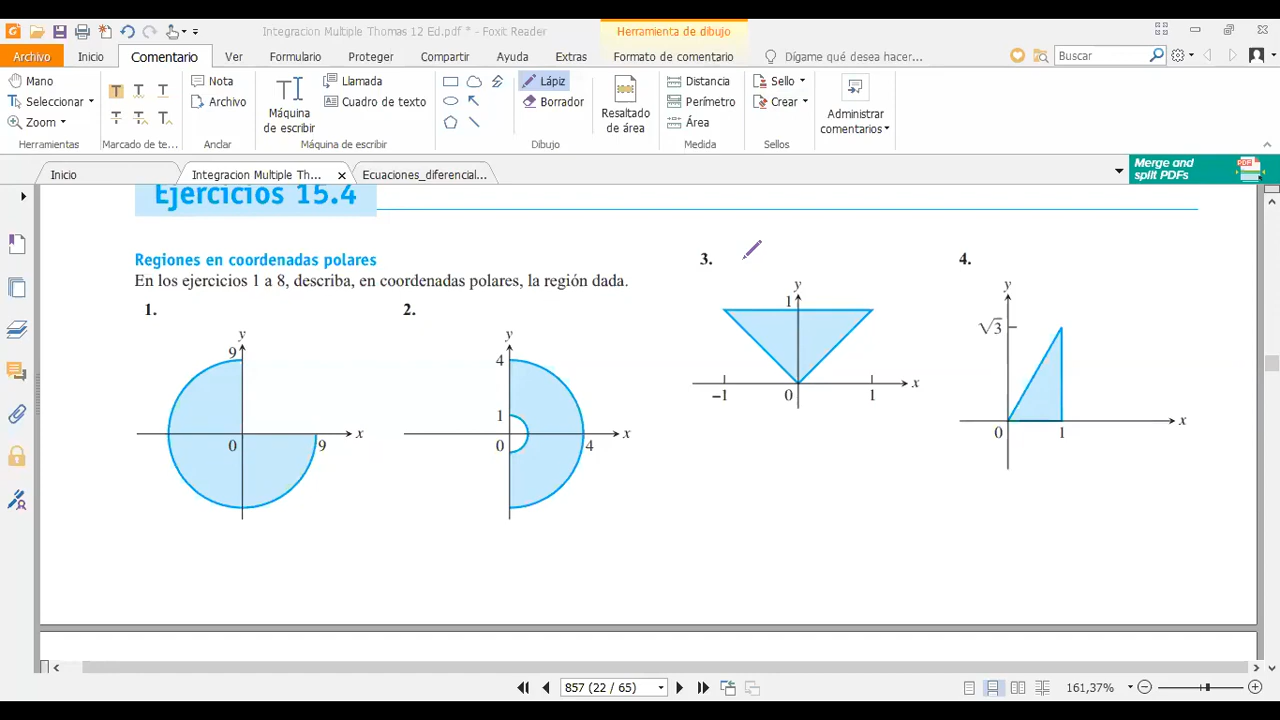 Integracion Multiple Thomas 12 Ed.pdf * - Foxit Reader
Herramienta de dibujo
Archivo
Inicio
Comentario
Ver
Formulario
Proteger
Compartir
Ayuda
Extras
Formato de comentario
Dígame qué desea hacer...
Buscar
Mano
Seleccionar
Zoom
Herramientas
Marcado de te...
Nota
Archivo
Anclar
Máquina
de escribir
Llamada
Cuadro de texto
Máquina de escribir
Lápiz
Borrador
Dibujo
Resaltado
de área
Distancia
Perímetro
Área
Medida
Sello
Crear
Sellos
Administrar
comentarios
Inicio
Integracion Multiple Th...
Ecuaciones_diferencial...
Merge and
split PDFs
PDF
Ejercicios 15.4
Regiones en coordenadas polares
En los ejercicios 1 a 8, describa, en coordenadas polares, la región dada.
1.
y
9
x
0
9
2.
y
4
1
x
0
4
3.
y
1
x
−1
0
1
4.
y
√3
x
0
1
857 (22 / 65)
161,37%